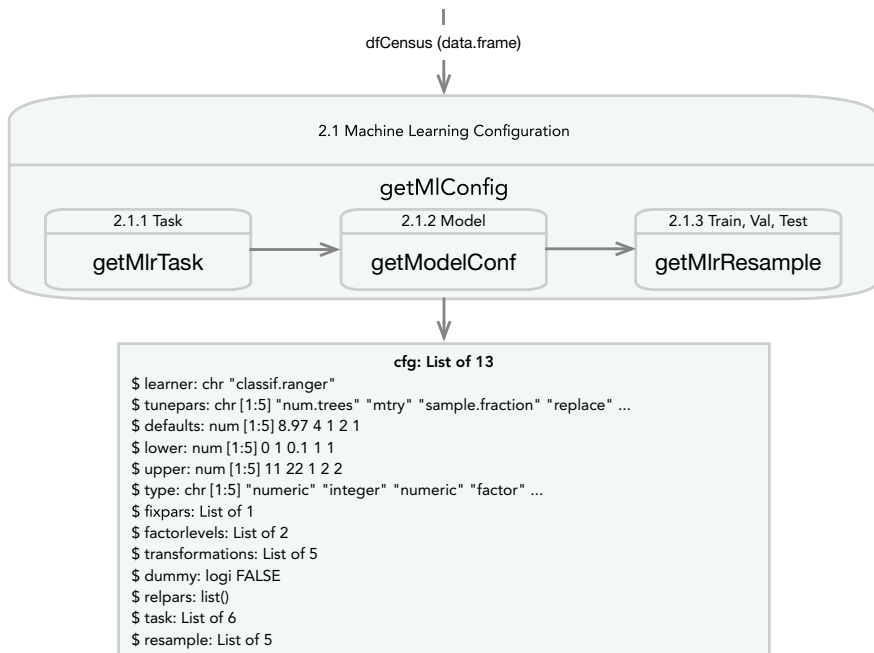 dfCensus (data.frame)
2.1 Machine Learning Configuration
getMlConfig
2.1.1 Task
getMlrTask
2.1.2 Model
getModelConf
2.1.3 Train, Val, Test
getMlrResample
cfg: List of 13
$ learner: chr "classif.ranger"
$ tunepars: chr [1:5] "num.trees" "mtry" "sample.fraction" "replace" ...
$ defaults: num [1:5] 8.97 4 1 2 1
$ lower: num [1:5] 0 1 0.1 1 1
$ upper: num [1:5] 11 22 1 2 2
$ type: chr [1:5] "numeric" "integer" "numeric" "factor" ...
$ fixpars: List of 1
$ factorlevels: List of 2
$ transformations: List of 5
$ dummy: logi FALSE
$ relpars: list()
$ task: List of 6
$ resample: List of 5